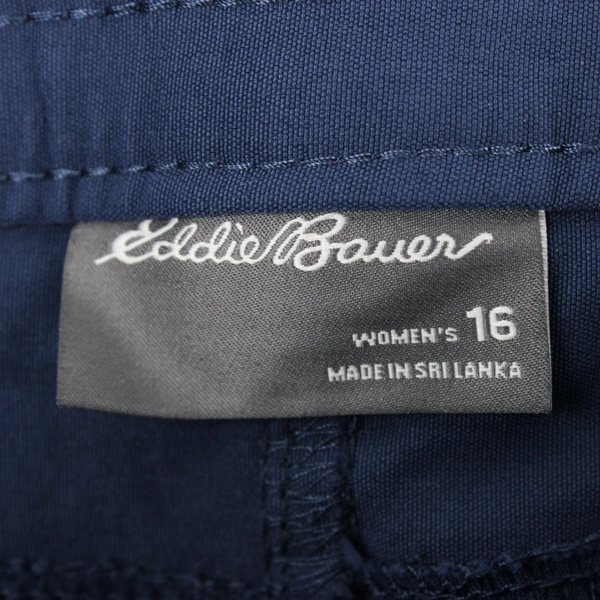 Eddie Bauer
WOMEN'S 16
MADE IN SRI LANKA